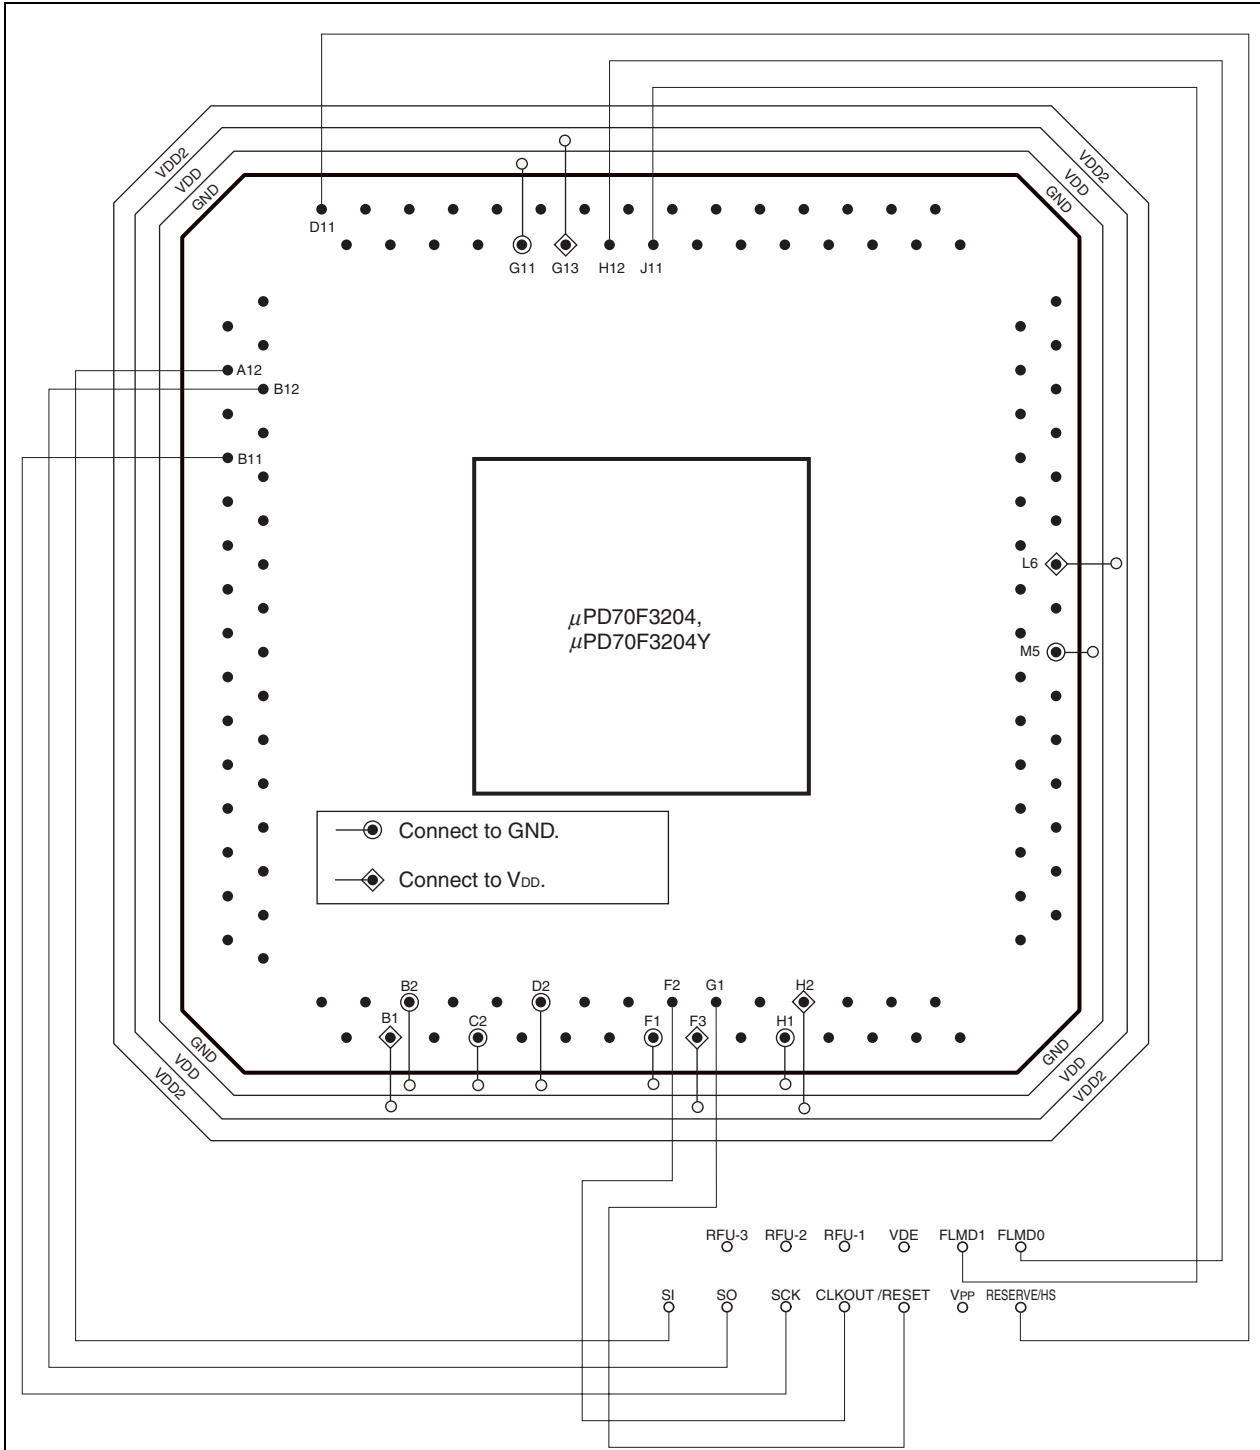 VDD2
VDD
GND
VDD2
VDD
GND
D11
G11 G13 H12 J11
A12
B12
B11
L6
M5
μPD70F3204,
μPD70F3204Y
Connect to GND.
Connect to VDD.
B2 D2 F2 G1 H2
B1 C2 F1 F3 H1
GND
VDD
VDD2
GND
VDD
VDD2
RFU-3 RFU-2 RFU-1 VDE FLMD1 FLMD0
SI SO SCK CLKOUT /RESET VPP RESERVE/HS